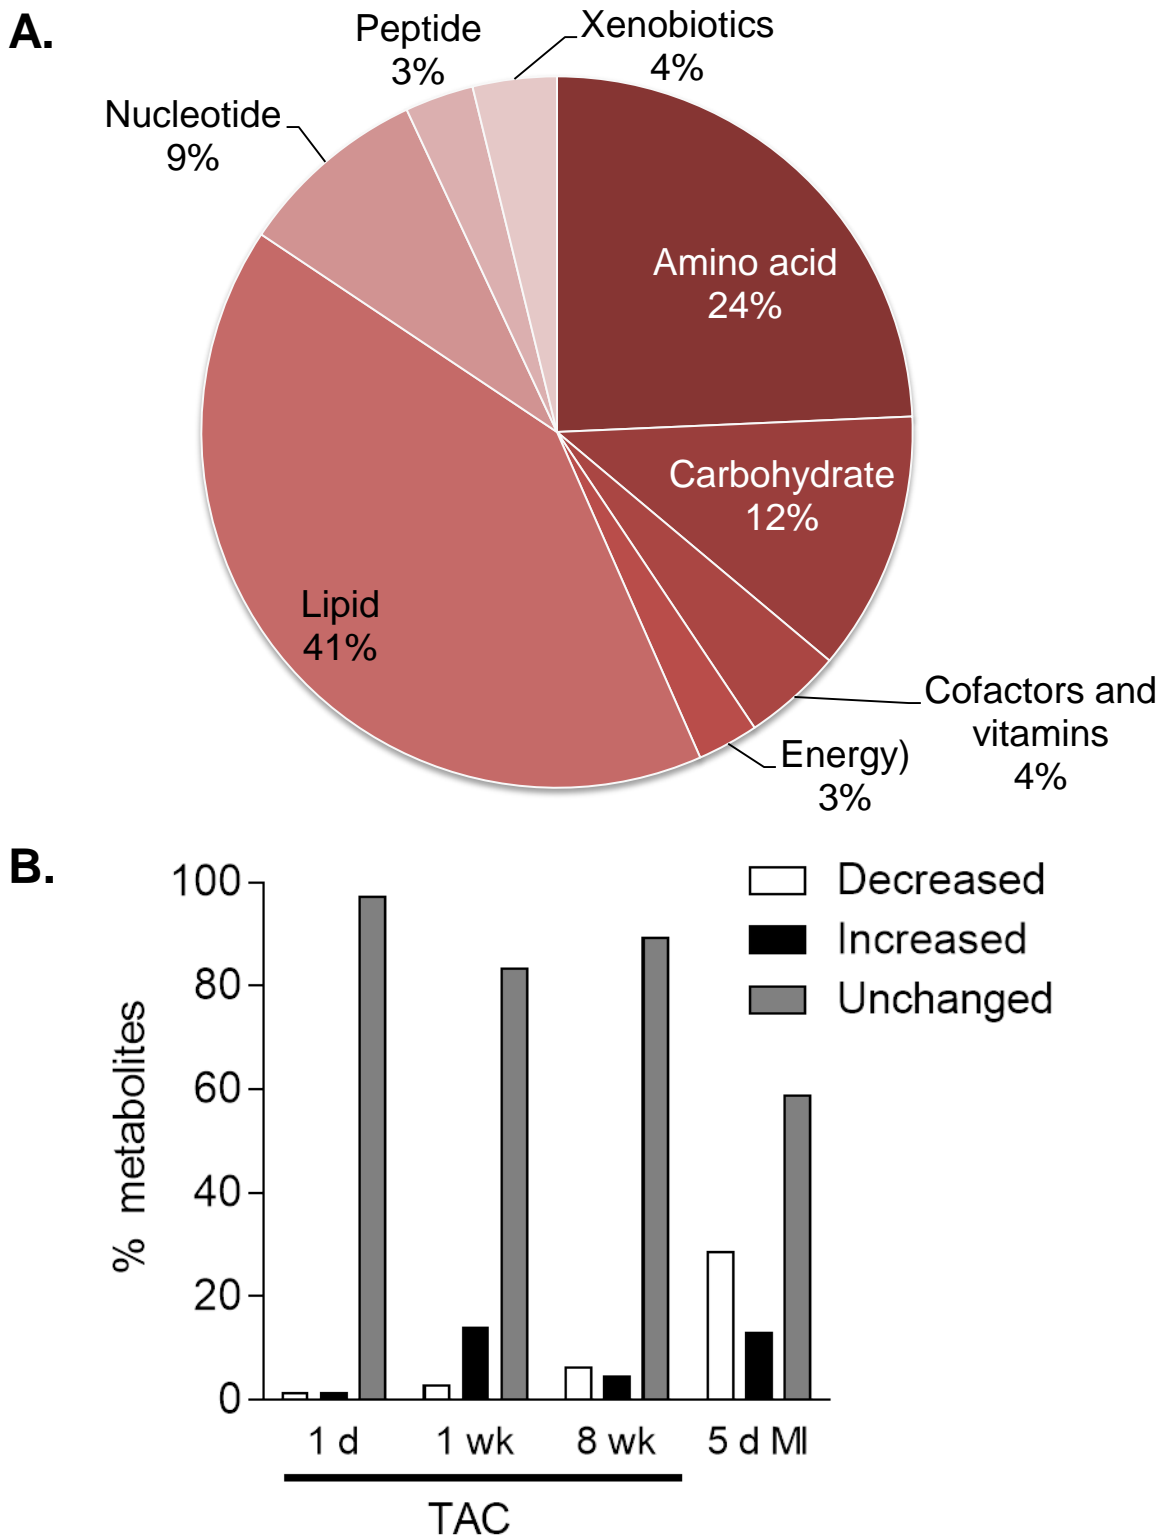 A.
Peptide
3%
Xenobiotics
4%
Nucleotide
9%
Amino acid
24%
Carbohydrate
12%
Lipid
41%
Cofactors and
vitamins
4%
Energy)
3%
B.
100
80
60
40
20
0
% metabolites
Decreased
Increased
Unchanged
1 d
1 wk
8 wk
5 d MI
TAC